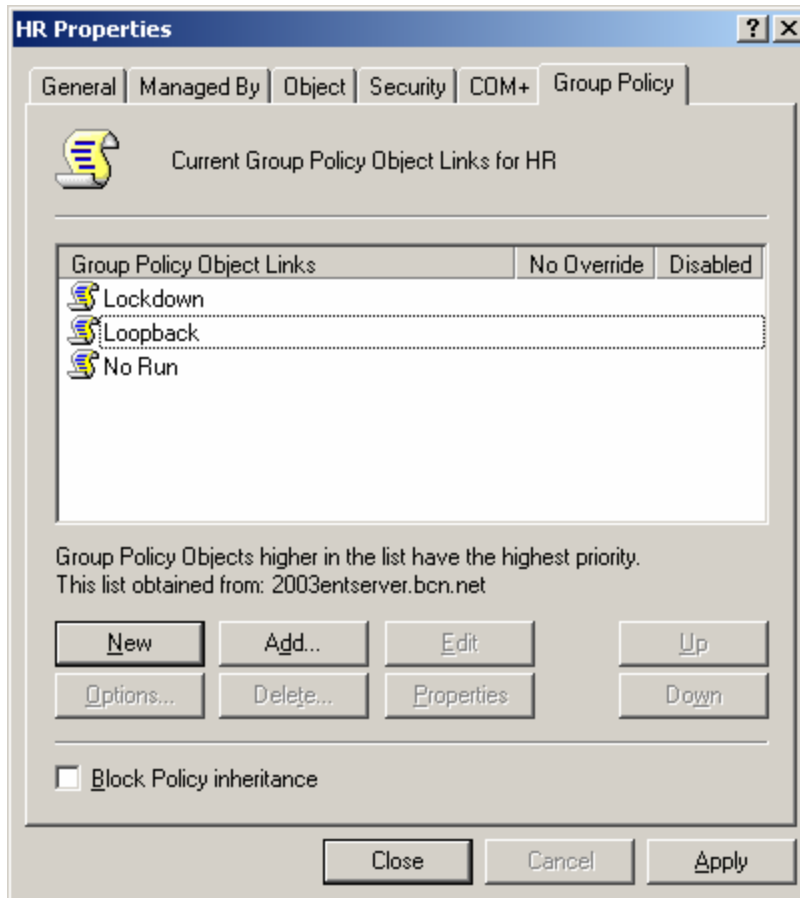 HR Properties
General Managed By Object Security COM+ Group Policy
Current Group Policy Object Links for HR
Group Policy Object Links No Override Disabled
Lockdown
Loopback
No Run
Group Policy Objects higher in the list have the highest priority.
This list obtained from: 2003entserver.bcn.net
New Add... Edit Up
Options... Delete... Properties Down
Block Policy inheritance
Close Cancel Apply